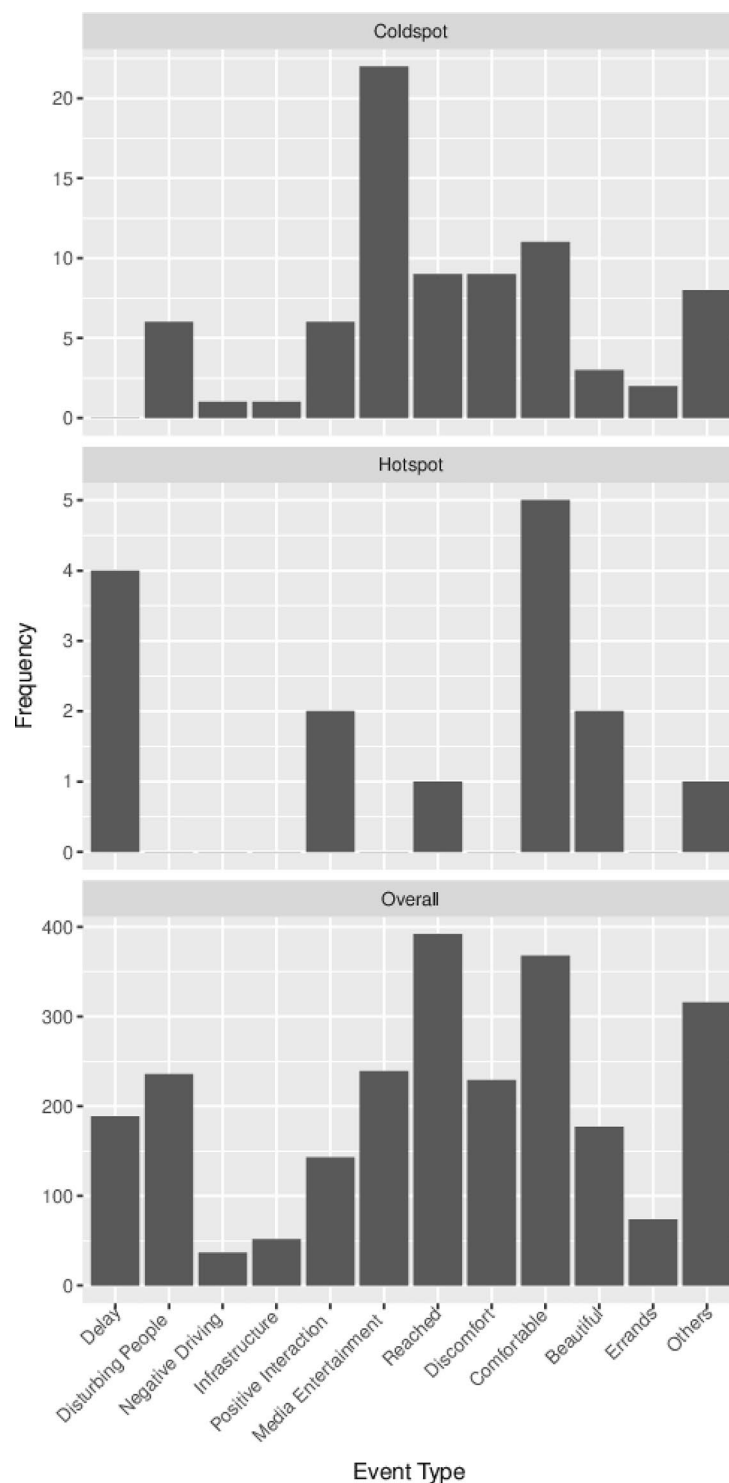 Coldspot
20
15
10
5
0
Hotspot
5
4
3
2
1
0
Frequency
Overall
400
300
200
100
0
Delay
Disturbing People
Negative Driving
Infrastructure
Positive Interaction
Media Entertainment
Reached
Discomfort
Comfortable
Beautiful
Errands
Others
Event Type